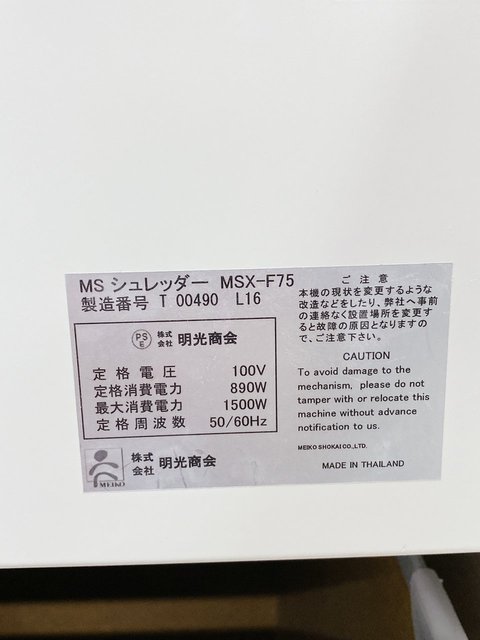 MS シュレッダー MSX-F75
製造番号 T 00490 L16
PS
E
株式
会社 明光商会
定格電圧 100V
定格消費電力 890W
最大消費電力 1500W
定格周波数 50/60Hz
MEIKO
株式
会社 明光商会
ご注意
本機の現状を変更するような
改造などをしたり、弊社へ事前
の連絡なく設置場所を変更す
ると故障の原因となりますの
で、ご注意下さい。
CAUTION
To avoid damage to the
mechanism, please do not
tamper with or relocate this
machine without advance
notification to us.
MEIKO SHOKAI CO.,LTD.
MADE IN THAILAND